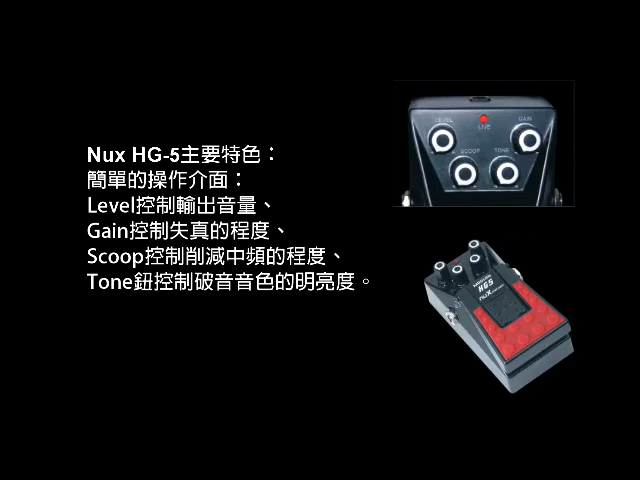 Nux HG-5主要特色：
簡單的操作介面：
Level控制輸出音量、
Gain控制失真的程度、
Scoop控制削減中頻的程度、
Tone鈕控制破音音色的明亮度。
LEVEL
GAIN
LIVE
SCOOP
TONE
HG5
nux